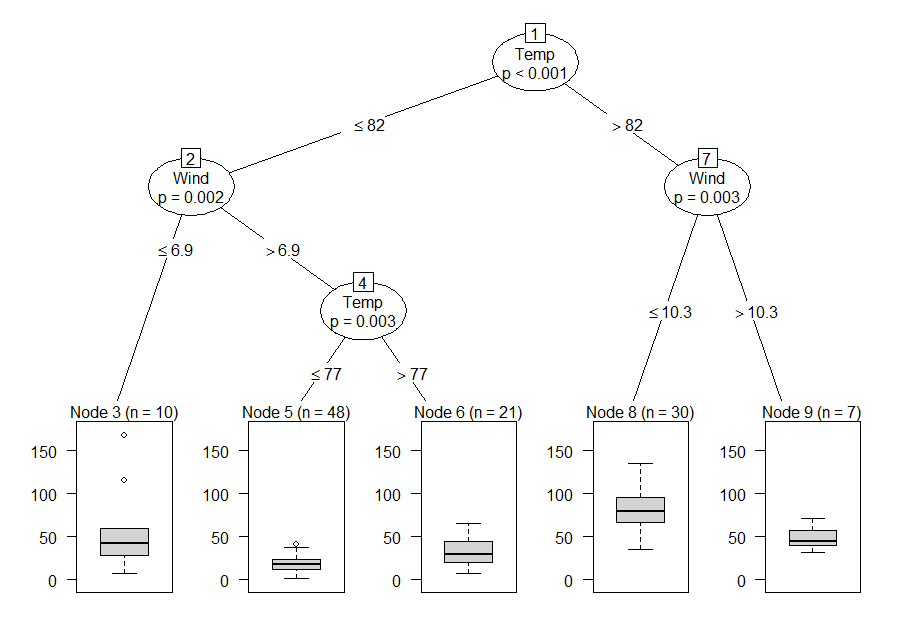 1
Temp
p < 0.001
≤ 82
> 82
2
Wind
p = 0.002
7
Wind
p = 0.003
≤ 6.9
> 6.9
4
Temp
p = 0.003
≤ 10.3
> 10.3
≤ 77
> 77
Node 3 (n = 10)
Node 5 (n = 48)
Node 6 (n = 21)
Node 8 (n = 30)
Node 9 (n = 7)
150
100
50
0
150
100
50
0
150
100
50
0
150
100
50
0
150
100
50
0